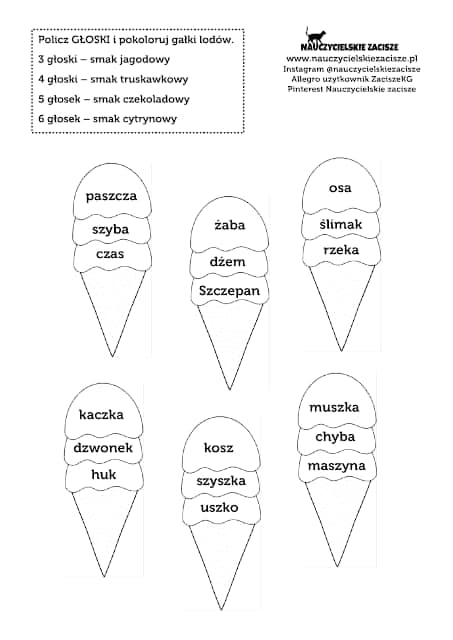 Policz GŁOSKI i pokoloruj gałki lodów.
3 głoski – smak jagodowy
4 głoski – smak truskawkowy
5 głosek – smak czekoladowy
6 głosek – smak cytrynowy
NAUCZYCIELSKIE ZACISZE
www.nauczycielskiezacisze.pl
Instagram @nauczycielskiezacisze
Allegro użytkownik ZaciszeKG
Pinterest Nauczycielskie zacisze
paszcza
szyba
czas
żaba
dżem
Szczepan
osa
ślimak
rzeka
kaczka
dzwonek
huk
kosz
szyszka
uszko
muszka
chyba
maszyna